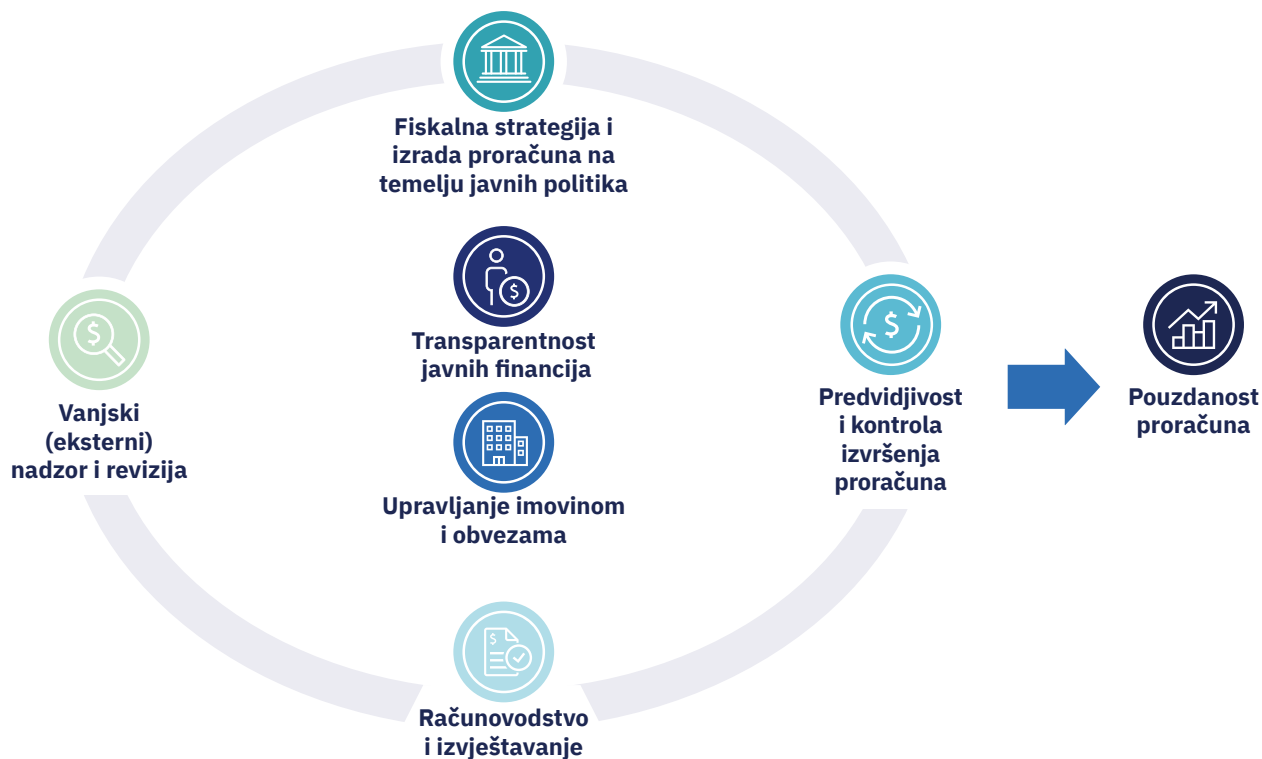 Fiskalna strategija i
izrada proračuna na
temelju javnih politika
Transparentnost
javnih financija
Vanjski
(eksterni)
nadzor i revizija
Upravljanje imovinom
i obvezama
Predvidjivost
i kontrola
izvršenja
proračuna
Pouzdanost
proračuna
Računovodstvo
i izvještavanje
$
$
$
$